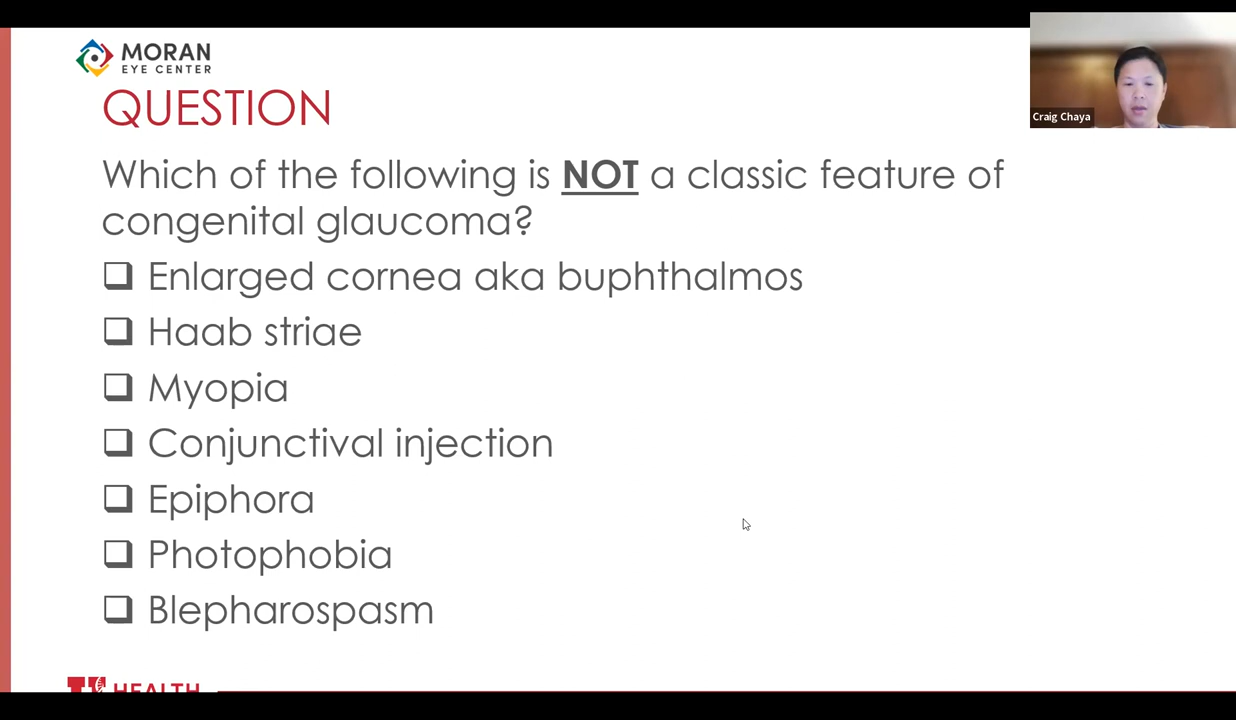 MORAN
EYE CENTER
Craig Chaya
QUESTION
Which of the following is NOT a classic feature of
congenital glaucoma?
Enlarged cornea aka buphthalmos
Haab striae
Myopia
Conjunctival injection
Epiphora
Photophobia
Blepharospasm
HEALTH